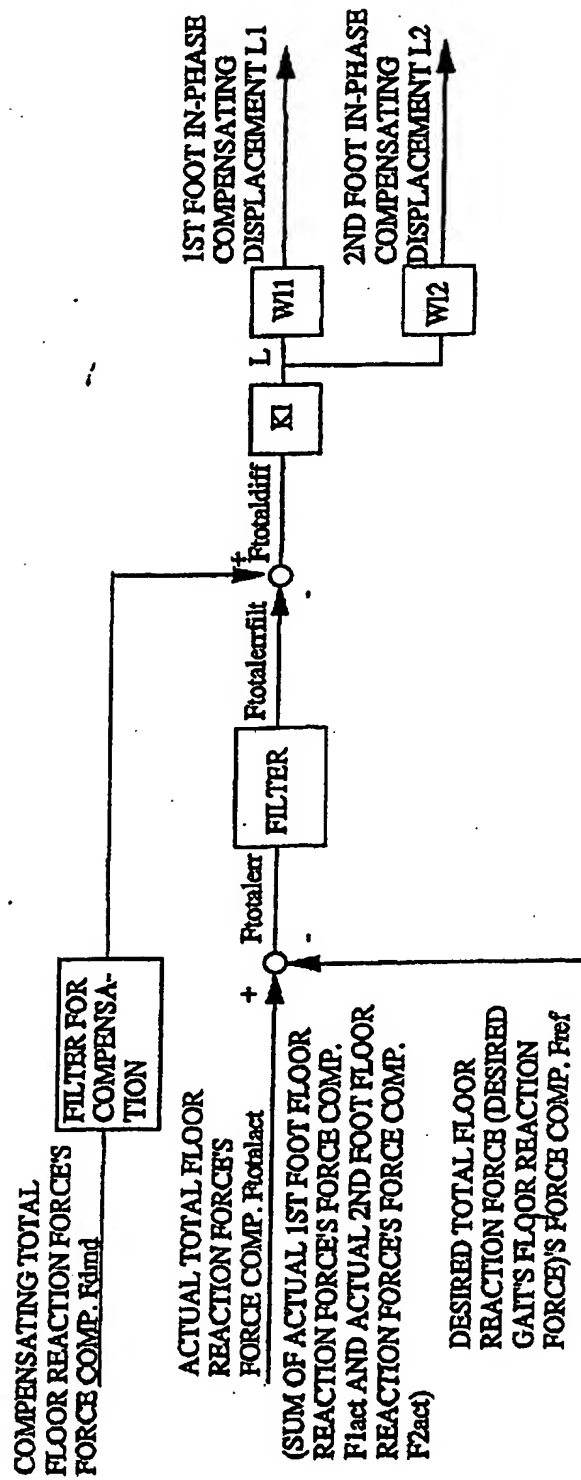 COMPENSATING TOTAL
FLOOR REACTION FORCE'S
FORCE COMP. Fdmd
FILTER FOR
COMPENSA-
TION
ACTUAL TOTAL FLOOR
REACTION FORCE'S
FORCE COMP. Ftotalact
(SUM OF ACTUAL 1ST FOOT FLOOR
REACTION FORCE'S FORCE COMP.
F1act AND ACTUAL 2ND FOOT FLOOR
REACTION FORCE'S FORCE COMP.
F2act)
DESIRED TOTAL FLOOR
REACTION FORCE (DESIRED
GAIT'S FLOOR REACTION
FORCE)'S FORCE COMP. Fref
+
-
Ftotalerr
FILTER
Ftotalerrfilt
+
-
Ftotaldiff
Kl
L
Wl1
Wl2
1ST FOOT IN-PHASE
COMPENSATING
DISPLACEMENT L1
2ND FOOT IN-PHASE
COMPENSATING
DISPLACEMENT L2